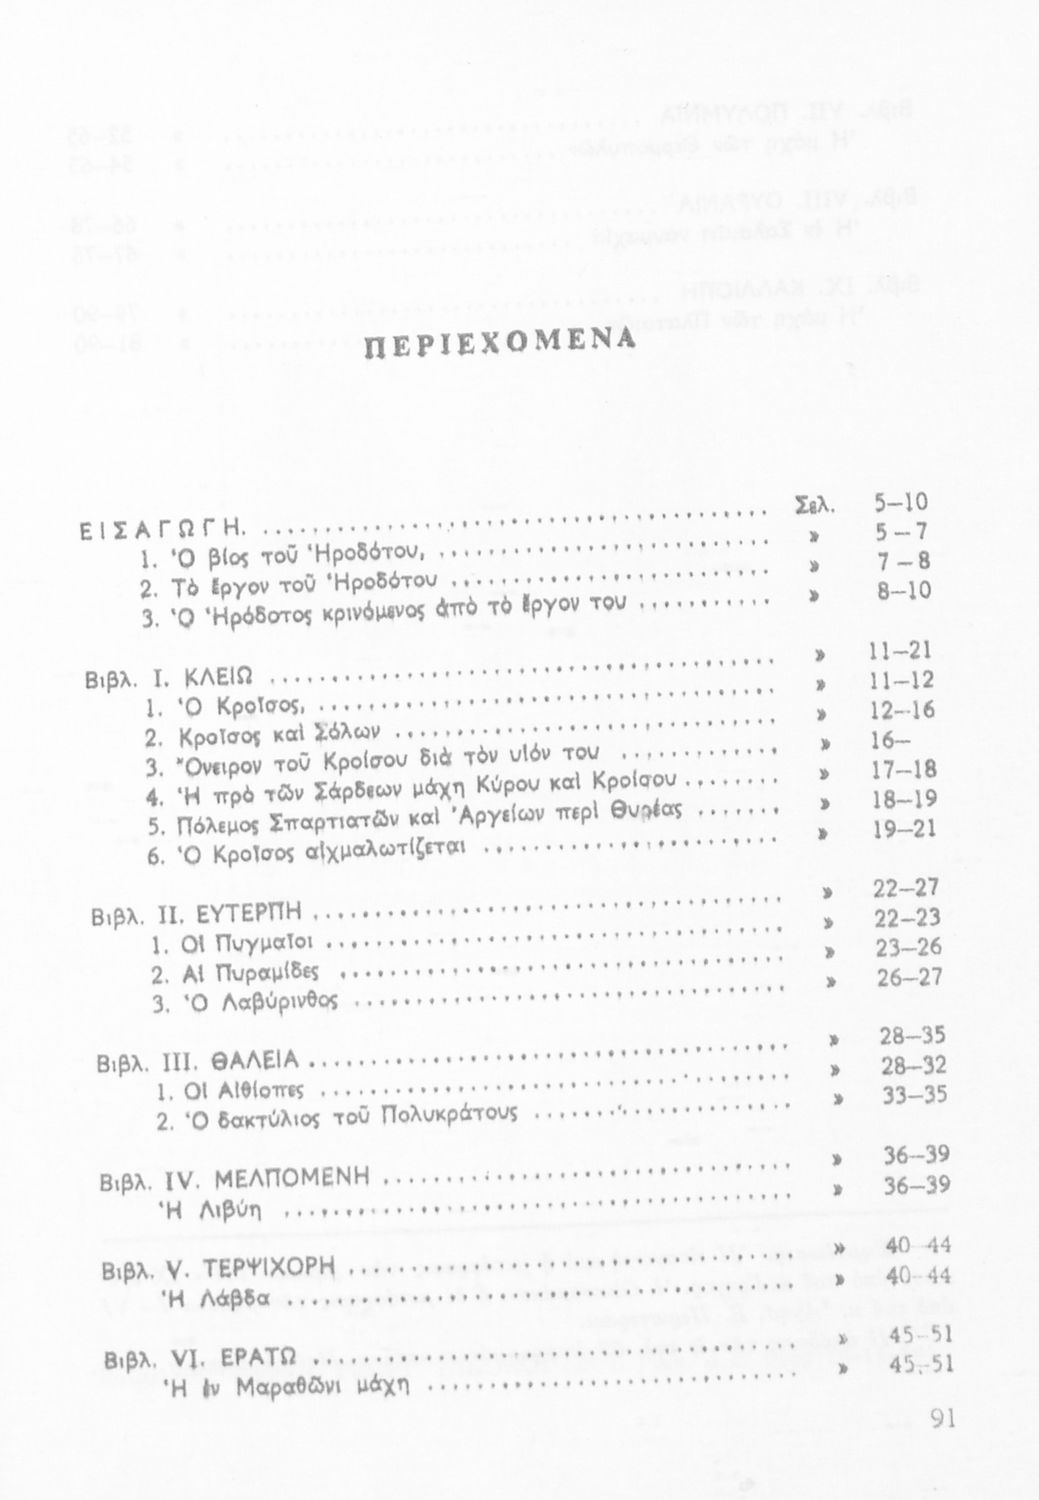 ΠΕΡΙΕΧΟΜΕΝΑ
ΕΙΣΑΓΩΓΗ. .......... Σελ. 5—10
1. Ὁ βίος τοῦ Ἡροδότου, .......... » 5 — 7
2. Τὸ ἔργον τοῦ Ἡροδότου .......... » 7 — 8
3. Ὁ Ἡρόδοτος κρινόμενος ἀπὸ τὸ ἔργον του .......... » 8—10
Βιβλ. I. ΚΛΕΙΩ .......... » 11—21
1. Ὁ Κροῖσος, .......... » 11—12
2. Κροῖσος καὶ Σόλων .......... » 12—16
3. Ὄνειρον τοῦ Κροίσου διὰ τὸν υἱόν του .......... » 16—
4. Ἡ πρὸ τῶν Σάρδεων μάχη Κύρου καὶ Κροίσου .......... » 17—18
5. Πόλεμος Σπαρτιατῶν καὶ Ἀργείων περὶ Θυρέας .......... » 18—19
6. Ὁ Κροῖσος αἰχμαλωτίζεται .......... » 19—21
Βιβλ. II. ΕΥΤΕΡΠΗ .......... » 22—27
1. Οἱ Πυγμαῖοι .......... » 22—23
2. Αἱ Πυραμίδες .......... » 23—26
3. Ὁ Λαβύρινθος .......... » 26—27
Βιβλ. III. ΘΑΛΕΙΑ .......... » 28—35
1. Οἱ Αἰθίοπες .......... » 28—32
2. Ὁ δακτύλιος τοῦ Πολυκράτους .......... » 33—35
Βιβλ. IV. ΜΕΛΠΟΜΕΝΗ .......... » 36—39
Ἡ Λιβύη .......... » 36—39
Βιβλ. V. ΤΕΡΨΙΧΟΡΗ .......... » 40—44
Ἡ Λάβδα .......... » 40—44
Βιβλ. VI. ΕΡΑΤΩ .......... » 45—51
Ἡ ἐν Μαραθῶνι μάχη .......... » 45—51
91